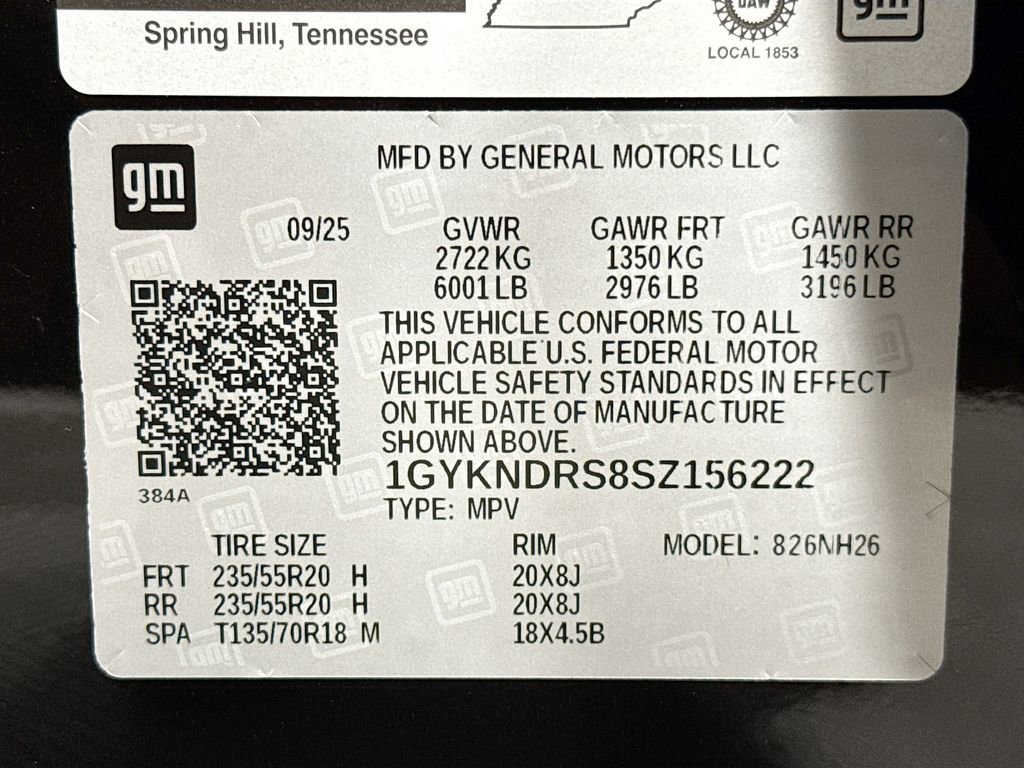 Spring Hill, Tennessee
UAW
LOCAL 1853
gm
gm
MFD BY GENERAL MOTORS LLC
09/25 GVWR GAWR FRT GAWR RR
2722 KG 1350 KG 1450 KG
6001 LB 2976 LB 3196 LB
THIS VEHICLE CONFORMS TO ALL
APPLICABLE U.S. FEDERAL MOTOR
VEHICLE SAFETY STANDARDS IN EFFECT
ON THE DATE OF MANUFACTURE
SHOWN ABOVE.
1GYKNDRS8SZ156222
384A
TYPE: MPV
TIRE SIZE RIM MODEL: 826NH26
FRT 235/55R20 H 20X8J
RR 235/55R20 H 20X8J
SPA T135/70R18 M 18X4.5B